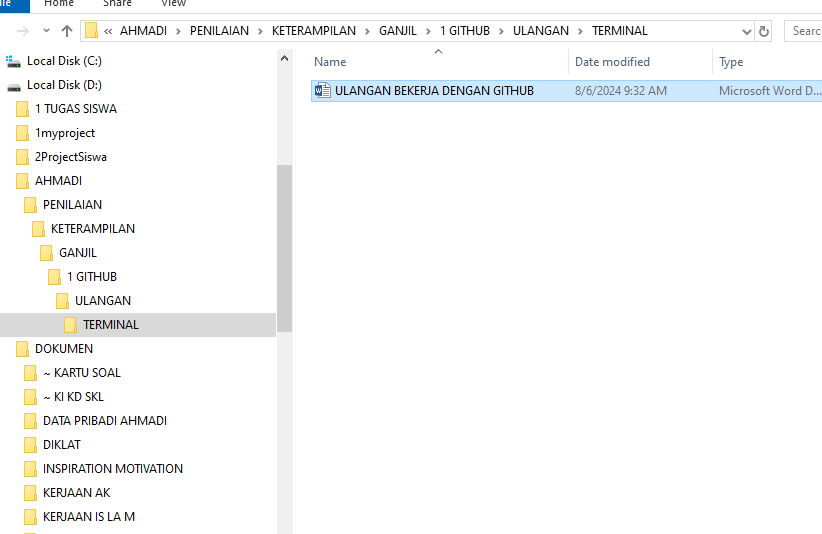 Home Share View
« AHMADI > PENILAIAN > KETERAMPILAN > GANJIL > 1 GITHUB > ULANGAN > TERMINAL
Searc
Local Disk (C:)
Local Disk (D:)
1 TUGAS SISWA
1myproject
2ProjectSiswa
AHMADI
PENILAIAN
KETERAMPILAN
GANJIL
1 GITHUB
ULANGAN
TERMINAL
DOKUMEN
~ KARTU SOAL
~ KI KD SKL
DATA PRIBADI AHMADI
DIKLAT
INSPIRATION MOTIVATION
KERJAAN AK
KERJAAN IS LA M
Name Date modified Type
ULANGAN BEKERJA DENGAN GITHUB 8/6/2024 9:32 AM Microsoft Word D...